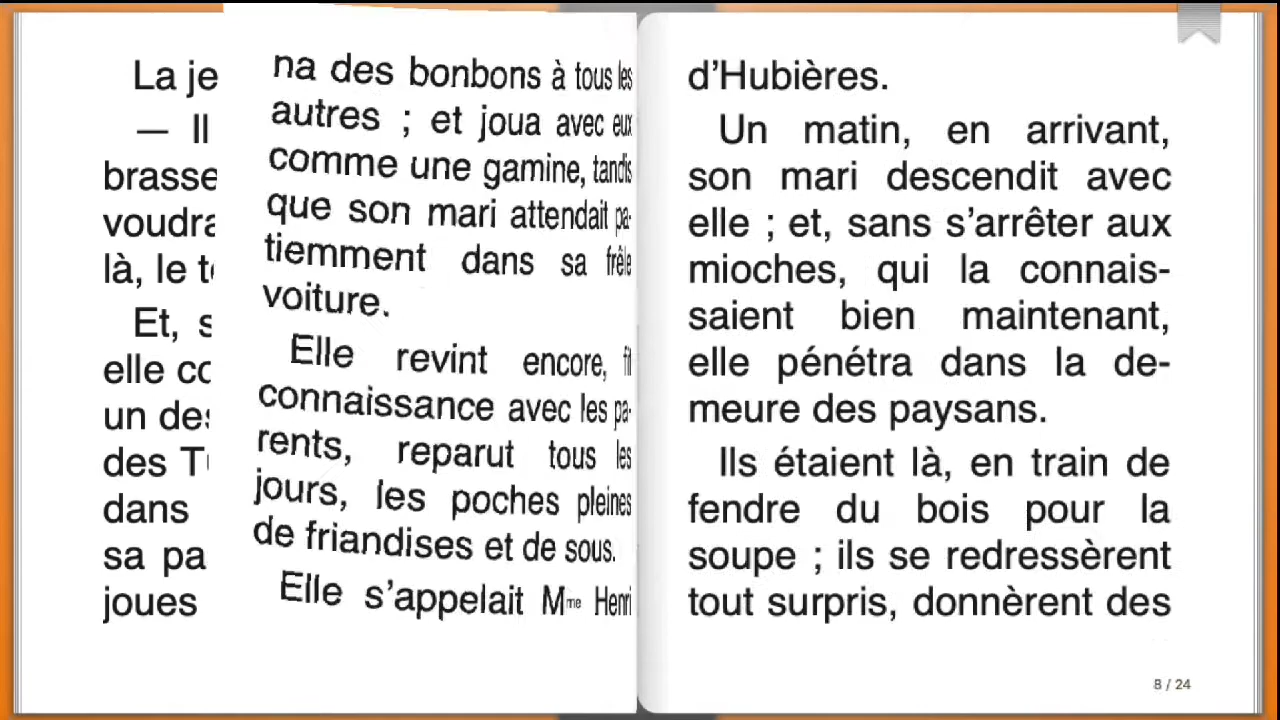 La je
— Il
brasse
voudra
là, le
Et, s
elle co
un des
des T
dans
sa pa
joues
na des bonbons à tous les
autres ; et joua avec eux
comme une gamine, tandis
que son mari attendait pa-
tiemment dans sa frêle
voiture.
Elle revint encore, fit
connaissance avec les pa-
rents, reparut tous les
jours, les poches pleines
de friandises et de sous.
Elle s'appelait Mme Henri
d'Hubières.
Un matin, en arrivant,
son mari descendit avec
elle ; et, sans s'arrêter aux
mioches, qui la connais-
saient bien maintenant,
elle pénétra dans la de-
meure des paysans.
Ils étaient là, en train de
fendre du bois pour la
soupe ; ils se redressèrent
tout surpris, donnèrent des
8 / 24